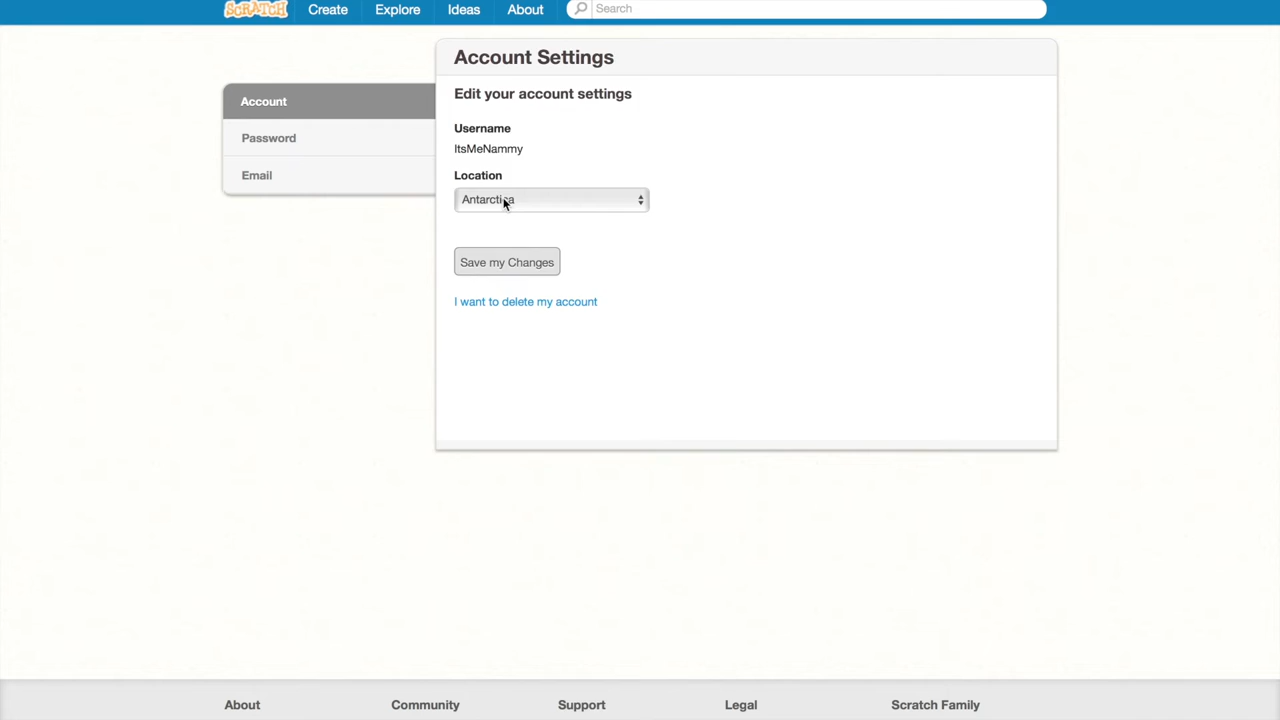 SCRATCH Create Explore Ideas About Search
Account Settings
Account
Password
Email
Edit your account settings
Username
ItsMeNammy
Location
Antarctica
Save my Changes
I want to delete my account
About Community Support Legal Scratch Family